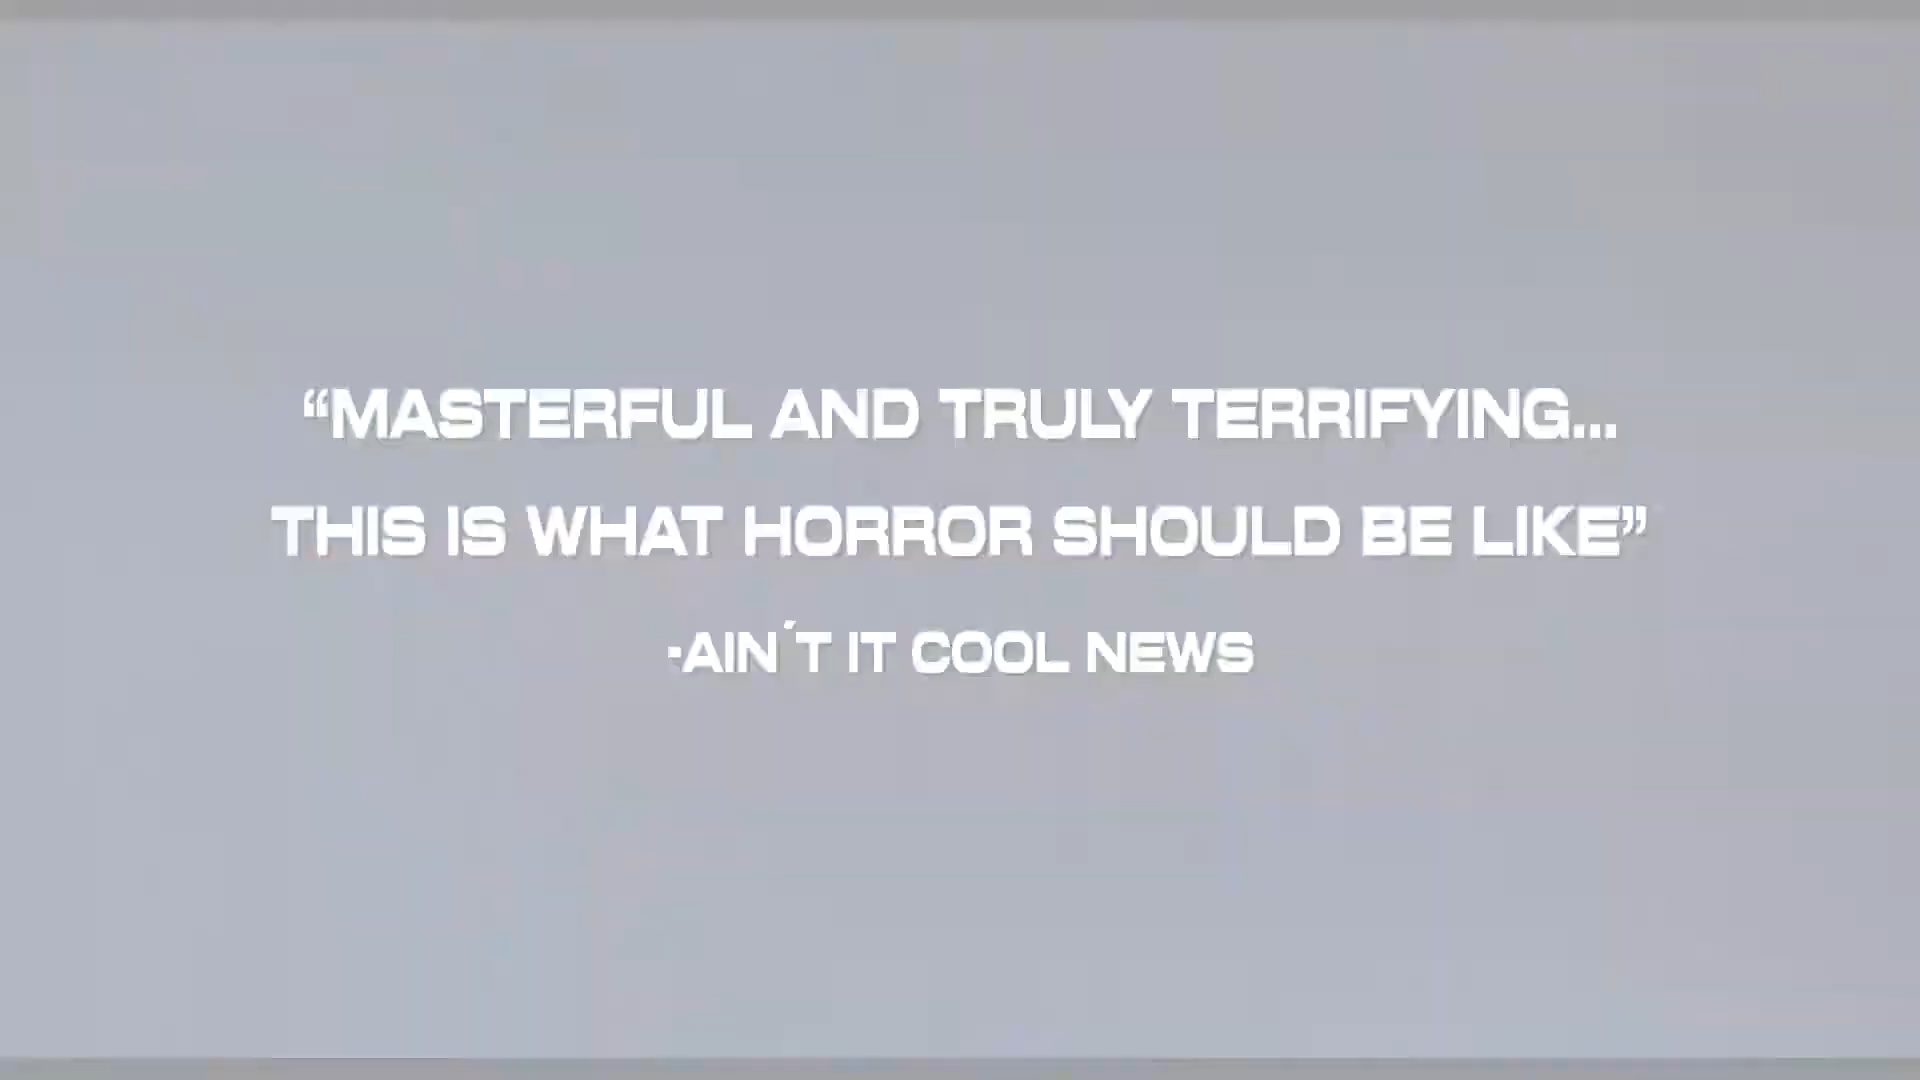 “MASTERFUL AND TRULY TERRIFYING...
THIS IS WHAT HORROR SHOULD BE LIKE”
-AIN´T IT COOL NEWS